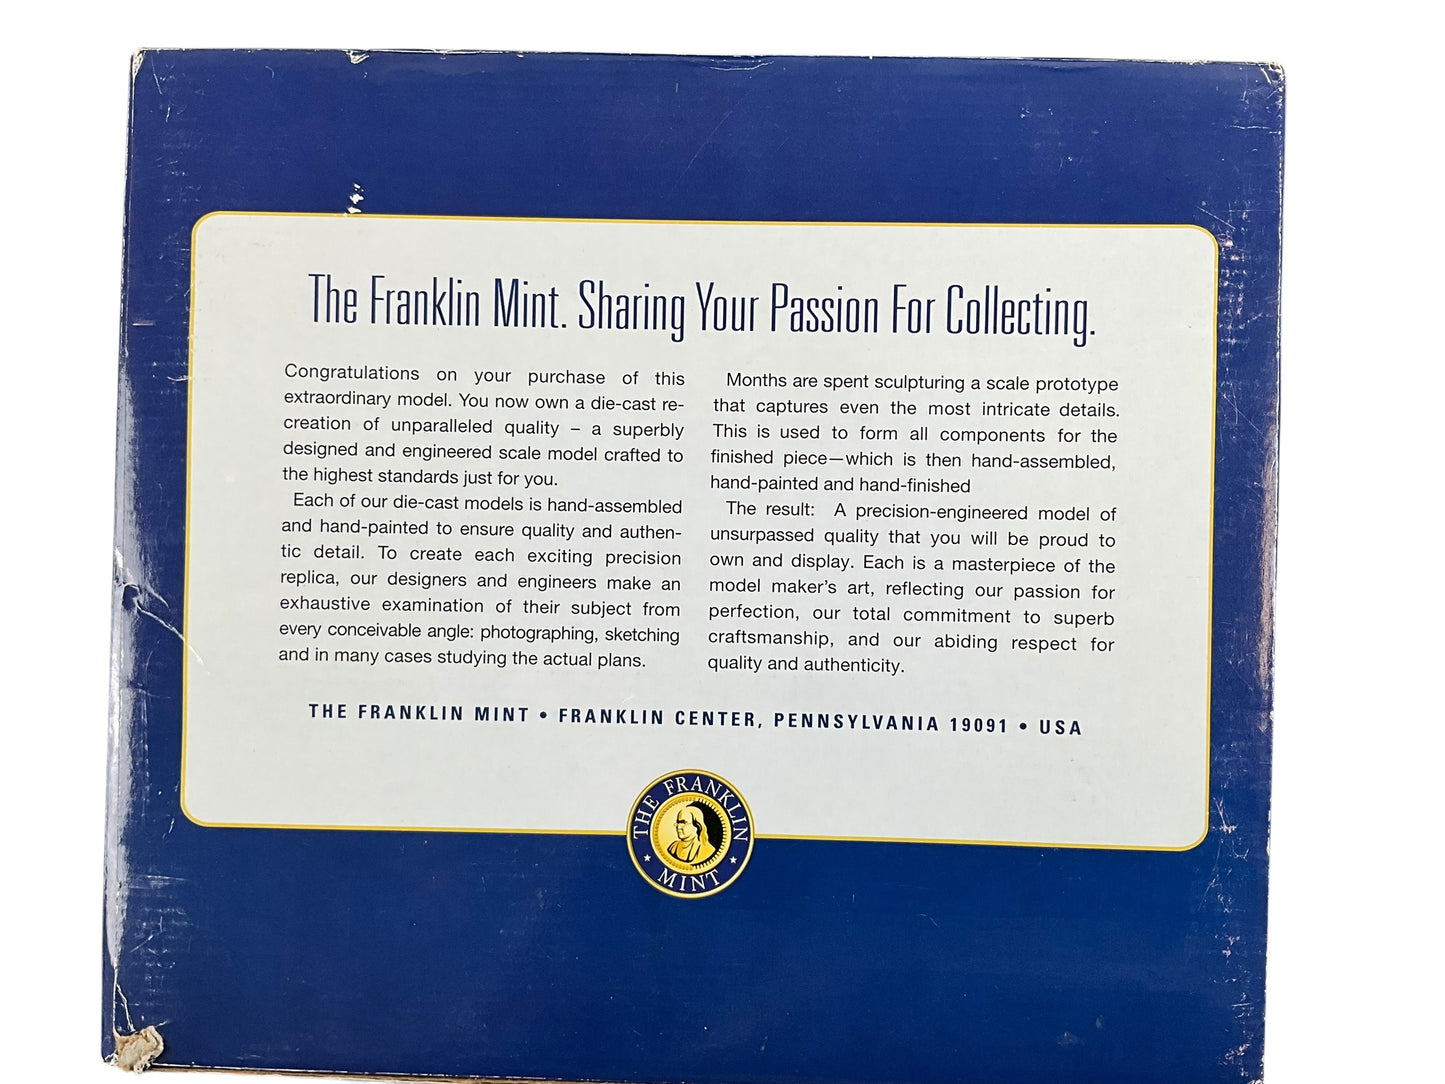 The Franklin Mint. Sharing Your Passion For Collecting.
Congratulations on your purchase of this
extraordinary model. You now own a die-cast re-
creation of unparalleled quality – a superbly
designed and engineered scale model crafted to
the highest standards just for you.
Each of our die-cast models is hand-assembled
and hand-painted to ensure quality and authen-
tic detail. To create each exciting precision
replica, our designers and engineers make an
exhaustive examination of their subject from
every conceivable angle: photographing, sketching
and in many cases studying the actual plans.
Months are spent sculpturing a scale prototype
that captures even the most intricate details.
This is used to form all components for the
finished piece—which is then hand-assembled,
hand-painted and hand-finished
The result: A precision-engineered model of
unsurpassed quality that you will be proud to
own and display. Each is a masterpiece of the
model maker's art, reflecting our passion for
perfection, our total commitment to superb
craftsmanship, and our abiding respect for
quality and authenticity.
THE FRANKLIN MINT • FRANKLIN CENTER, PENNSYLVANIA 19091 • USA
THE FRANKLIN
MINT